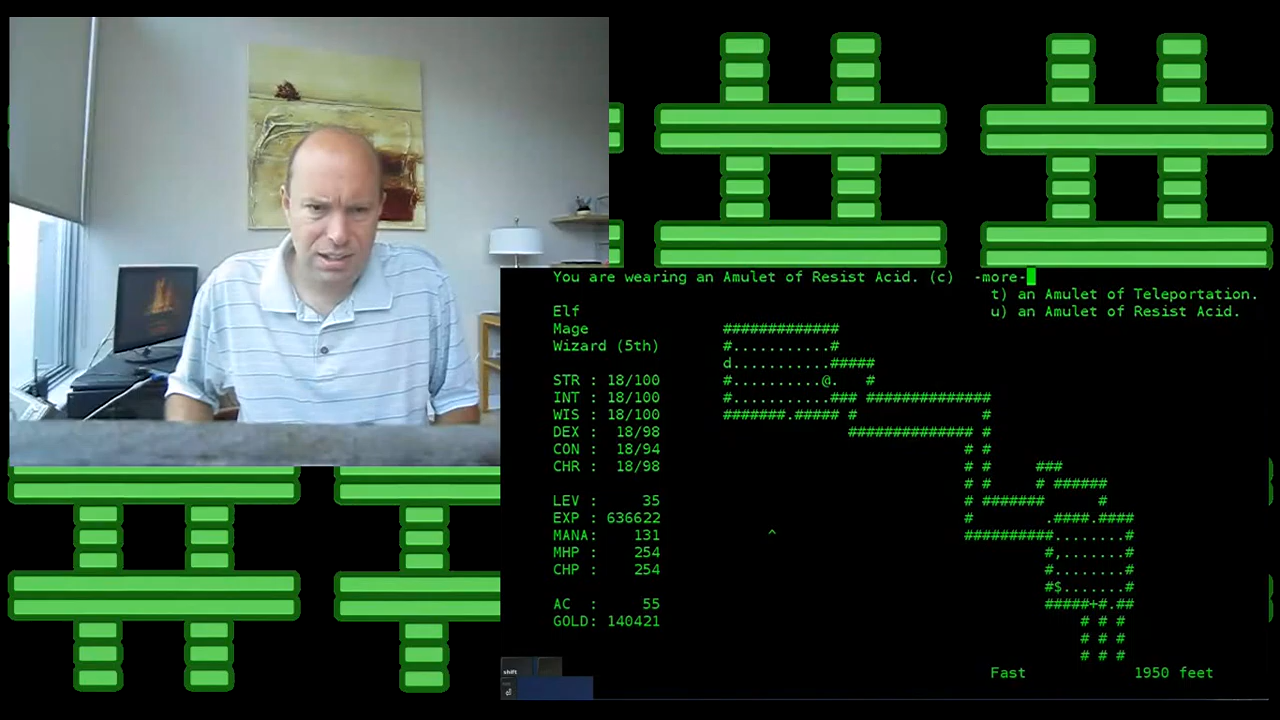 You are wearing an Amulet of Resist Acid. (c)  -more-
t) an Amulet of Teleportation.
u) an Amulet of Resist Acid.
Elf
Mage
Wizard (5th)
STR : 18/100
INT : 18/100
WIS : 18/100
DEX : 18/98
CON : 18/94
CHR : 18/98
LEV : 35
EXP : 636622
MANA: 131
MHP : 254
CHP : 254
AC : 55
GOLD: 140421
Fast 1950 feet
shift